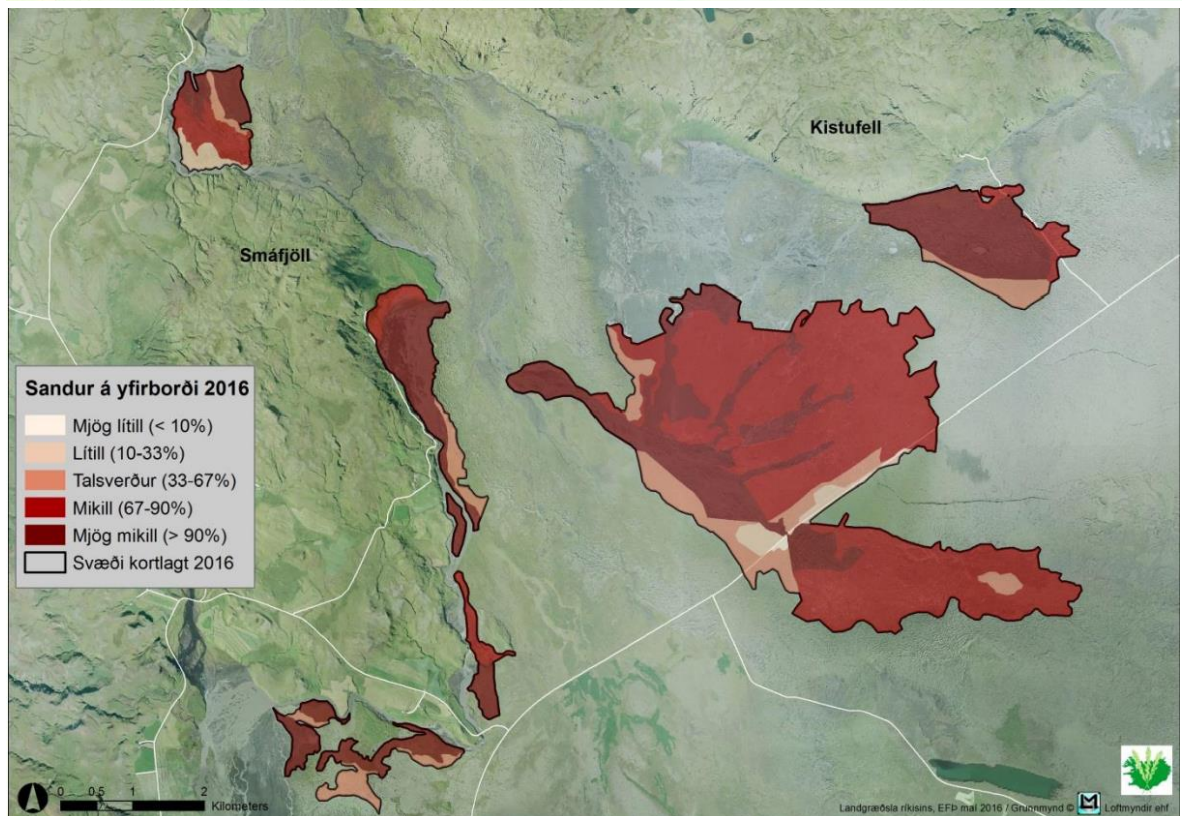 Kistufell
Smáfjöll
Sandur á yfirborði 2016
Mjög lítill (< 10%)
Lítill (10-33%)
Talsverður (33-67%)
Mikill (67-90%)
Mjög mikill (> 90%)
Svæði kortlagt 2016
0 0,5 1 2
Kilometers
Landgræðsla ríkisins, EFÞ maí 2016 / Grunnmynd © Loftmyndir ehf